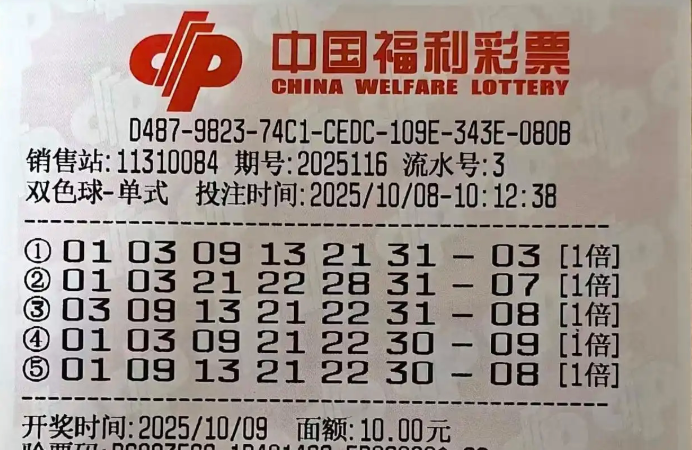 中国福利彩票
CHINA WELFARE LOTTERY
D487-9823-74C1-CEDC-109E-343E-080B
销售站:11310084 期号:2025116 流水号:3
双色球-单式 投注时间:2025/10/08-10:12:38
① 01 03 09 13 21 31 - 03 [1倍]
② 01 03 21 22 28 31 - 07 [1倍]
③ 03 09 13 21 22 31 - 08 [1倍]
④ 01 03 09 21 22 30 - 09 [1倍]
⑤ 01 09 13 21 22 30 - 08 [1倍]
开奖时间:2025/10/09 面额:10.00元
验票码: